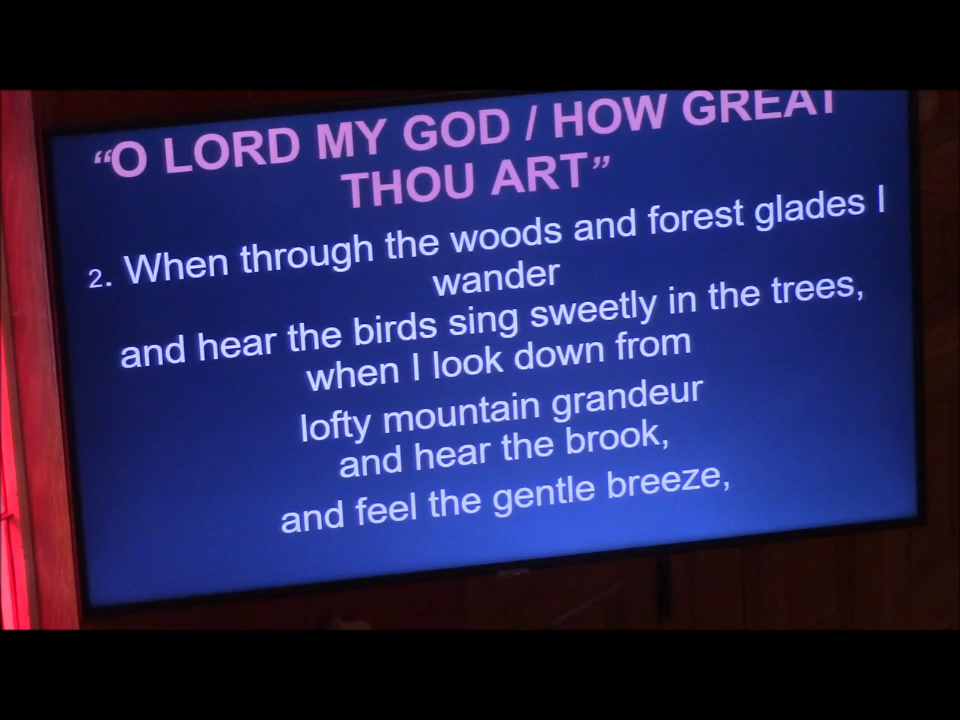 “O LORD MY GOD / HOW GREAT
THOU ART”
2. When through the woods and forest glades I
wander
and hear the birds sing sweetly in the trees,
when I look down from
lofty mountain grandeur
and hear the brook,
and feel the gentle breeze,